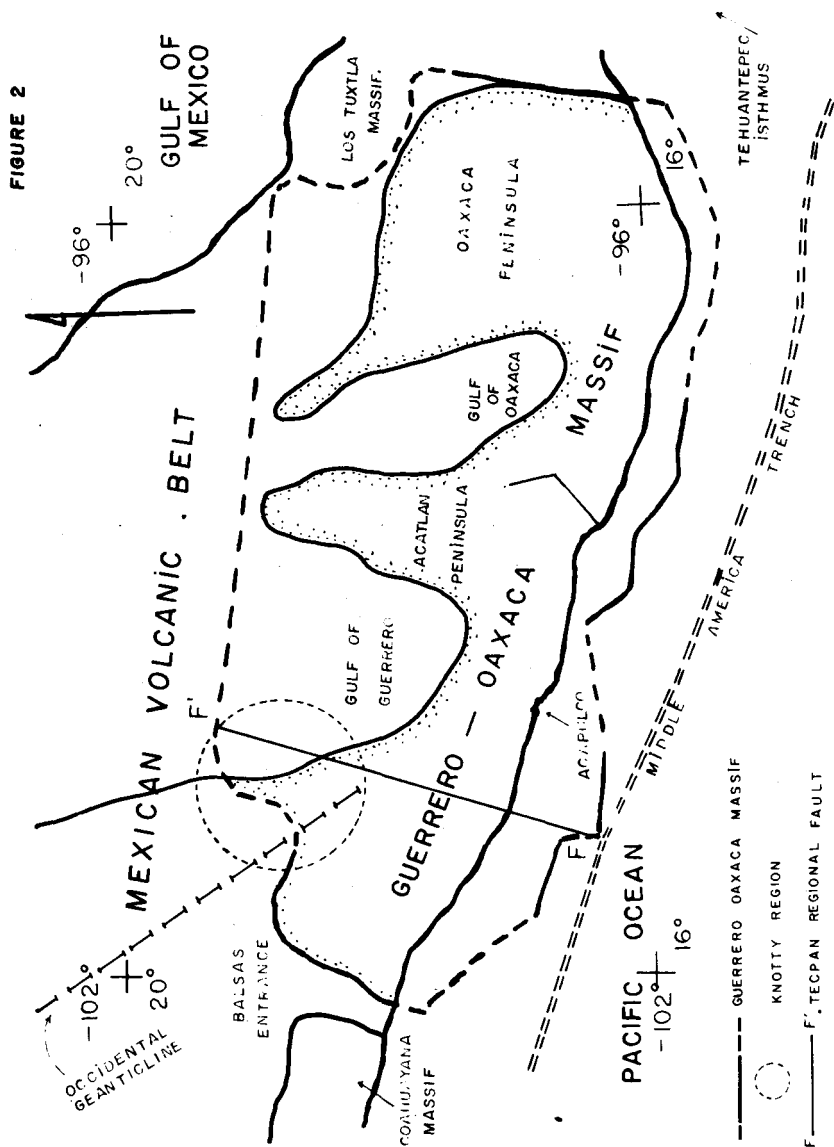 FIGURE 2
-96°
20°
GULF OF
MEXICO
LOS TUXTLA
MASSIF.
MEXICAN VOLCANIC . BELT
-102°
20°
OCCIDENTAL
GEANTICLINE
F'
BALSAS
ENTRANCE
GULF OF
GUERRERO
ACATLAN
PENINSULA
GULF
OF
OAXACA
OAXACA
PENINSULA
GUERRERO — OAXACA MASSIF
COAHUAYANA
MASSIF
ACAPULCO
F
-96°
16°
TEHUANTEPEC
ISTHMUS
PACIFIC OCEAN
-102°
16°
MIDDLE AMERICA TRENCH
GUERRERO OAXACA MASSIF
KNOTTY REGION
F F'. TECPAN REGIONAL FAULT